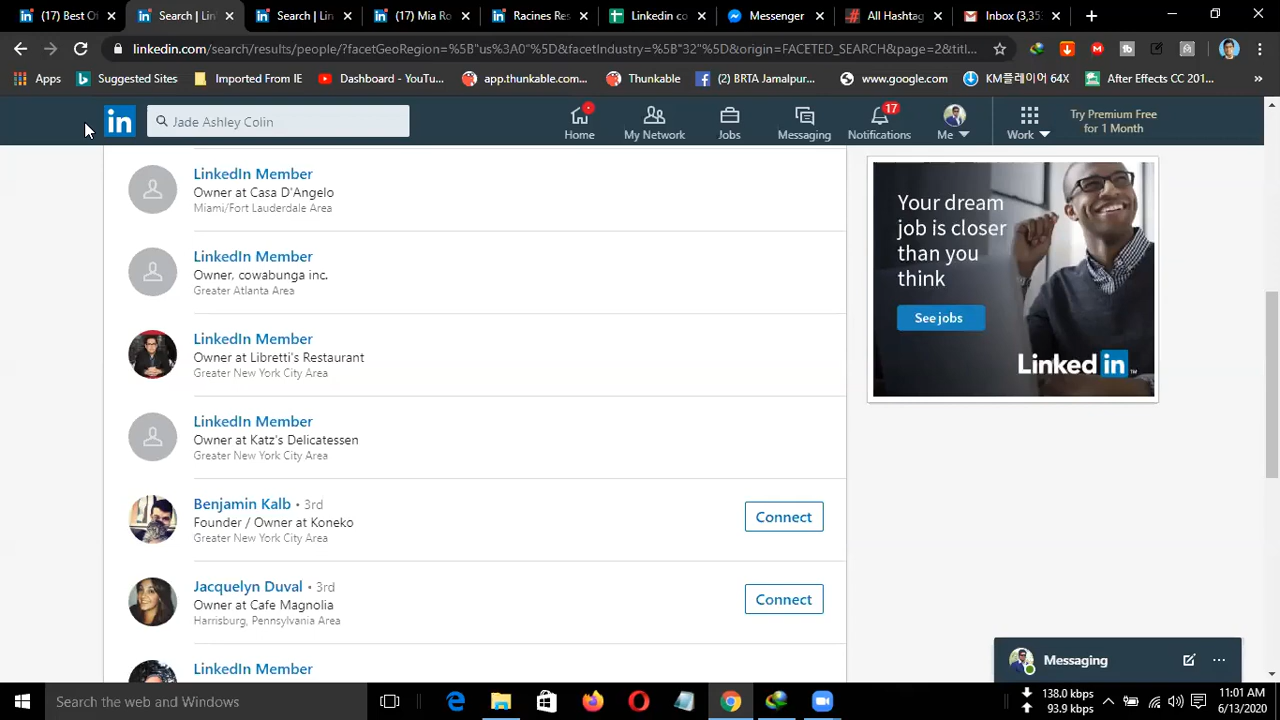 (17) Best O
Search | Lin
Search | Lin
(17) Mia Ro
Racines Res
Linkedin co
Messenger
All Hashtag
Inbox (3,35
linkedin.com/search/results/people/?facetGeoRegion=%5B"us%3A0"%5D&facetIndustry=%5B"32"%5D&origin=FACETED_SEARCH&page=2&titl...
Apps
Suggested Sites
Imported From IE
Dashboard - YouTu...
app.thunkable.com...
Thunkable
(2) BRTA Jamalpur...
www.google.com
KM플레이어 64X
After Effects CC 201...
»
in
Jade Ashley Colin
Home
My Network
Jobs
Messaging
17
Notifications
Me
Work
Try Premium Free
for 1 Month
LinkedIn Member
Owner at Casa D'Angelo
Miami/Fort Lauderdale Area
LinkedIn Member
Owner, cowabunga inc.
Greater Atlanta Area
LinkedIn Member
Owner at Libretti's Restaurant
Greater New York City Area
LinkedIn Member
Owner at Katz's Delicatessen
Greater New York City Area
Benjamin Kalb • 3rd
Founder / Owner at Koneko
Greater New York City Area
Connect
Jacquelyn Duval • 3rd
Owner at Cafe Magnolia
Harrisburg, Pennsylvania Area
Connect
LinkedIn Member
Your dream
job is closer
than you
think
See jobs
Linked in
Messaging
Search the web and Windows
138.0 kbps
93.9 kbps
11:01 AM
6/13/2020